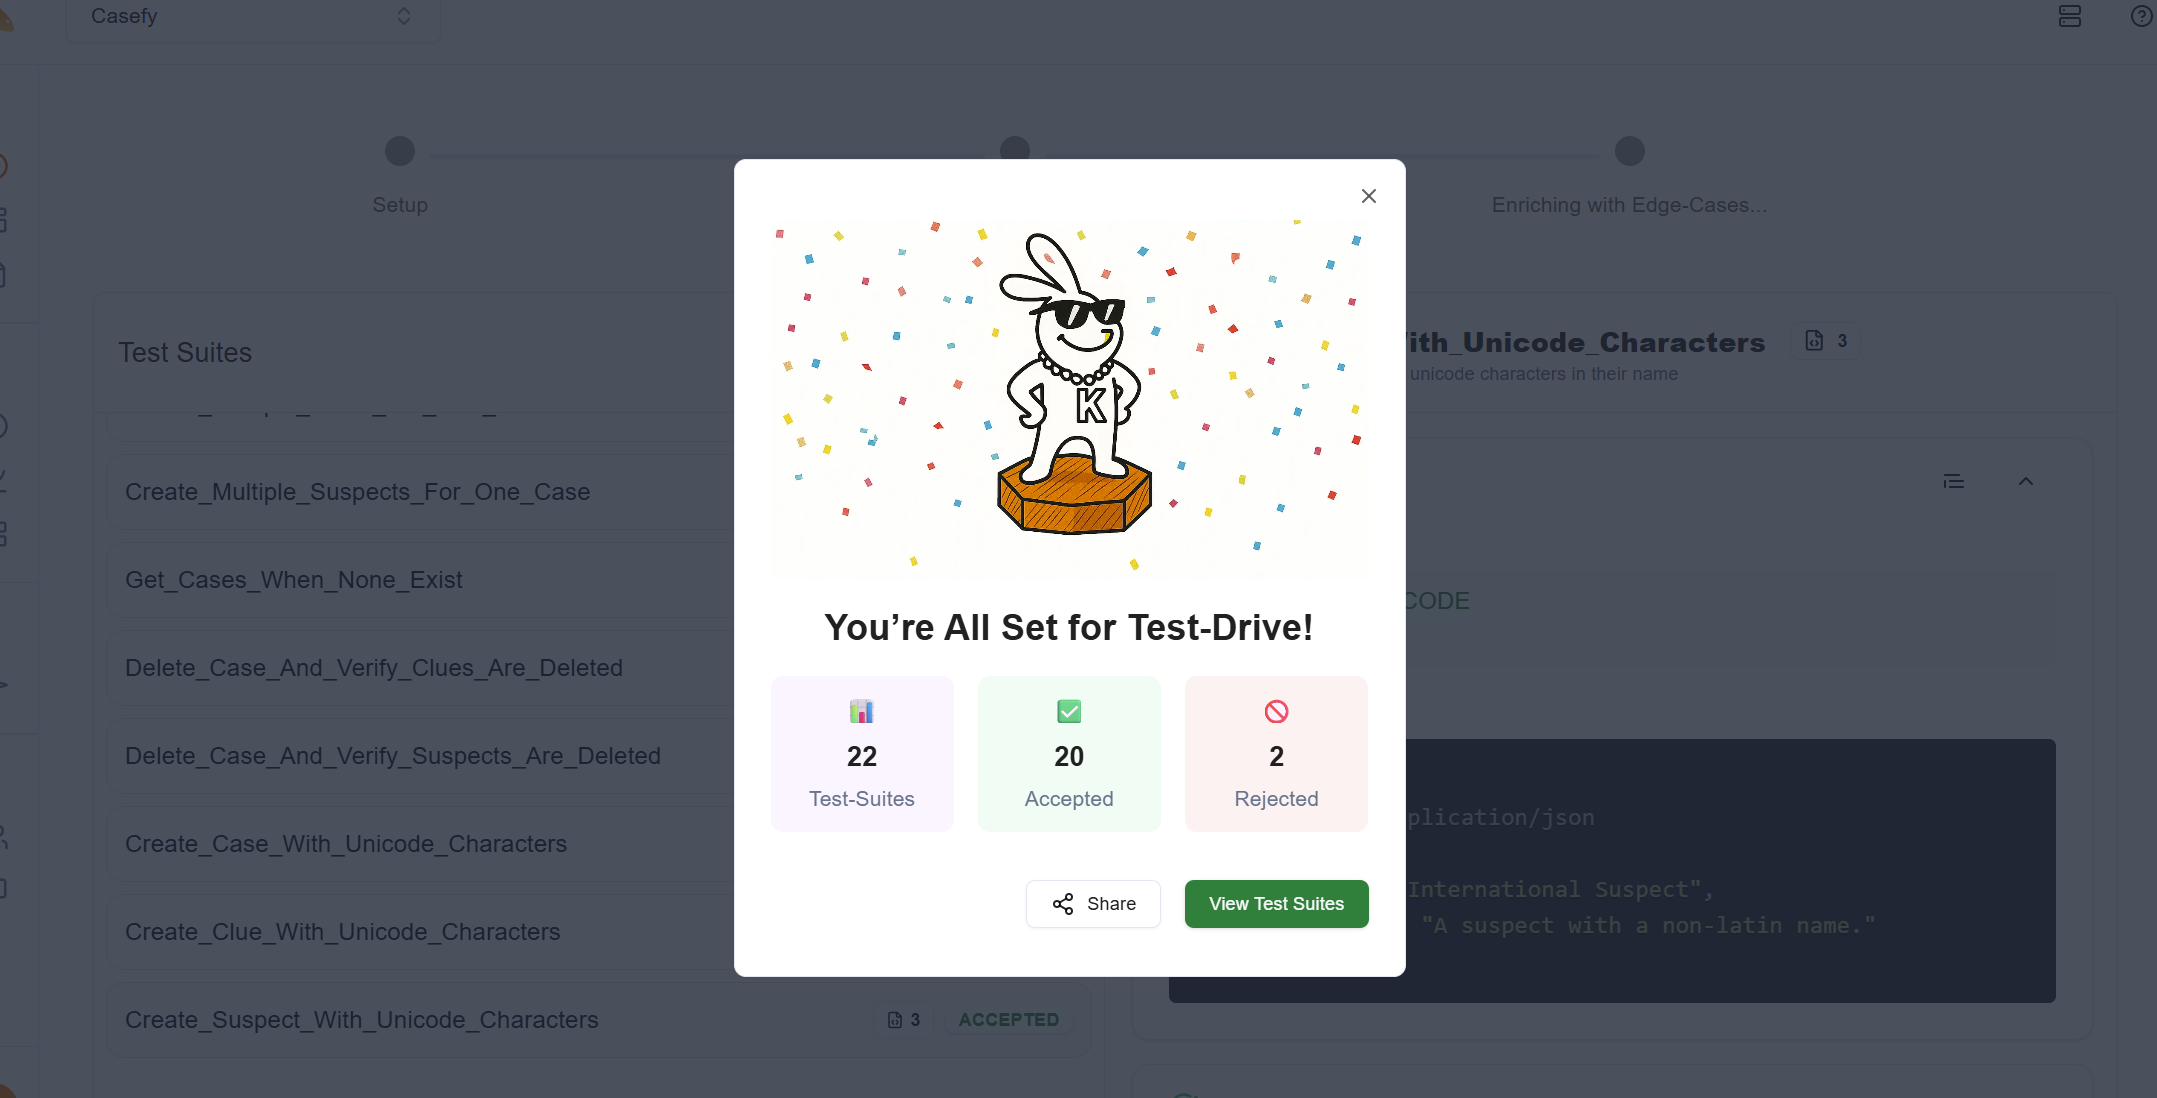 Casefy
Setup
Enriching with Edge-Cases...
Test Suites
Create_Multiple_Suspects_For_One_Case
Get_Cases_When_None_Exist
Delete_Case_And_Verify_Clues_Are_Deleted
Delete_Case_And_Verify_Suspects_Are_Deleted
Create_Case_With_Unicode_Characters
Create_Clue_With_Unicode_Characters
Create_Suspect_With_Unicode_Characters
3
ACCEPTED
K
You’re All Set for Test-Drive!
22
Test-Suites
20
Accepted
2
Rejected
Share
View Test Suites
ith_Unicode_Characters
3
unicode characters in their name
CODE
plication/json
International Suspect",
"A suspect with a non-latin name."